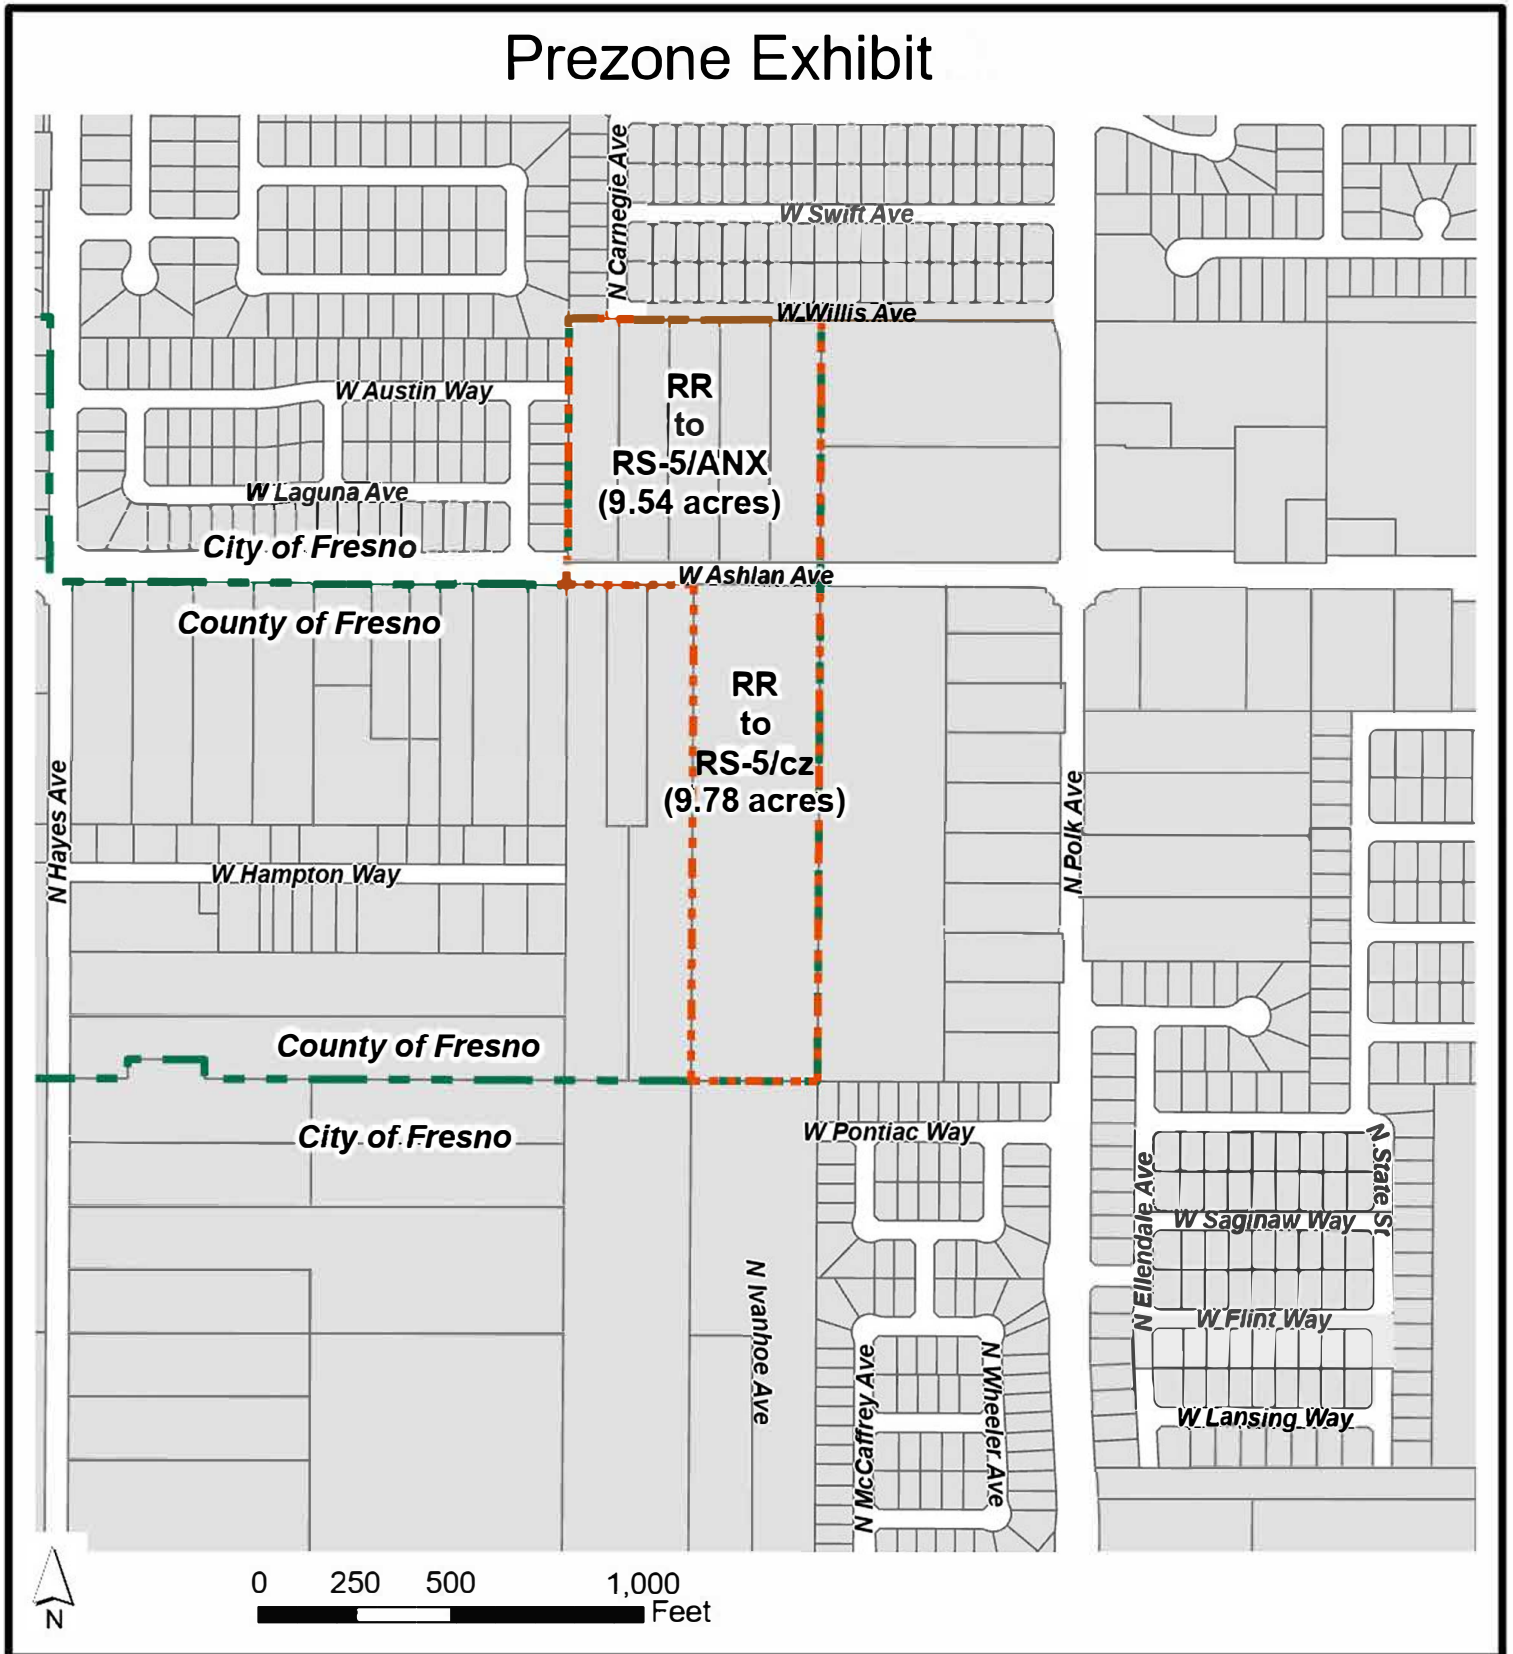 Prezone Exhibit
N Carnegie Ave
W Swift Ave
W Willis Ave
W Austin Way
RR
to
RS-5/ANX
(9.54 acres)
W Laguna Ave
City of Fresno
W Ashlan Ave
County of Fresno
RR
to
RS-5/cz
(9.78 acres)
N Hayes Ave
N Polk Ave
W Hampton Way
County of Fresno
City of Fresno
W Pontiac Way
N State St
N Ellendale Ave
W Saginaw Way
N Ivanhoe Ave
W Flint Way
N McCaffrey Ave
N Wheeler Ave
W Lansing Way
N
0 250 500 1,000
Feet